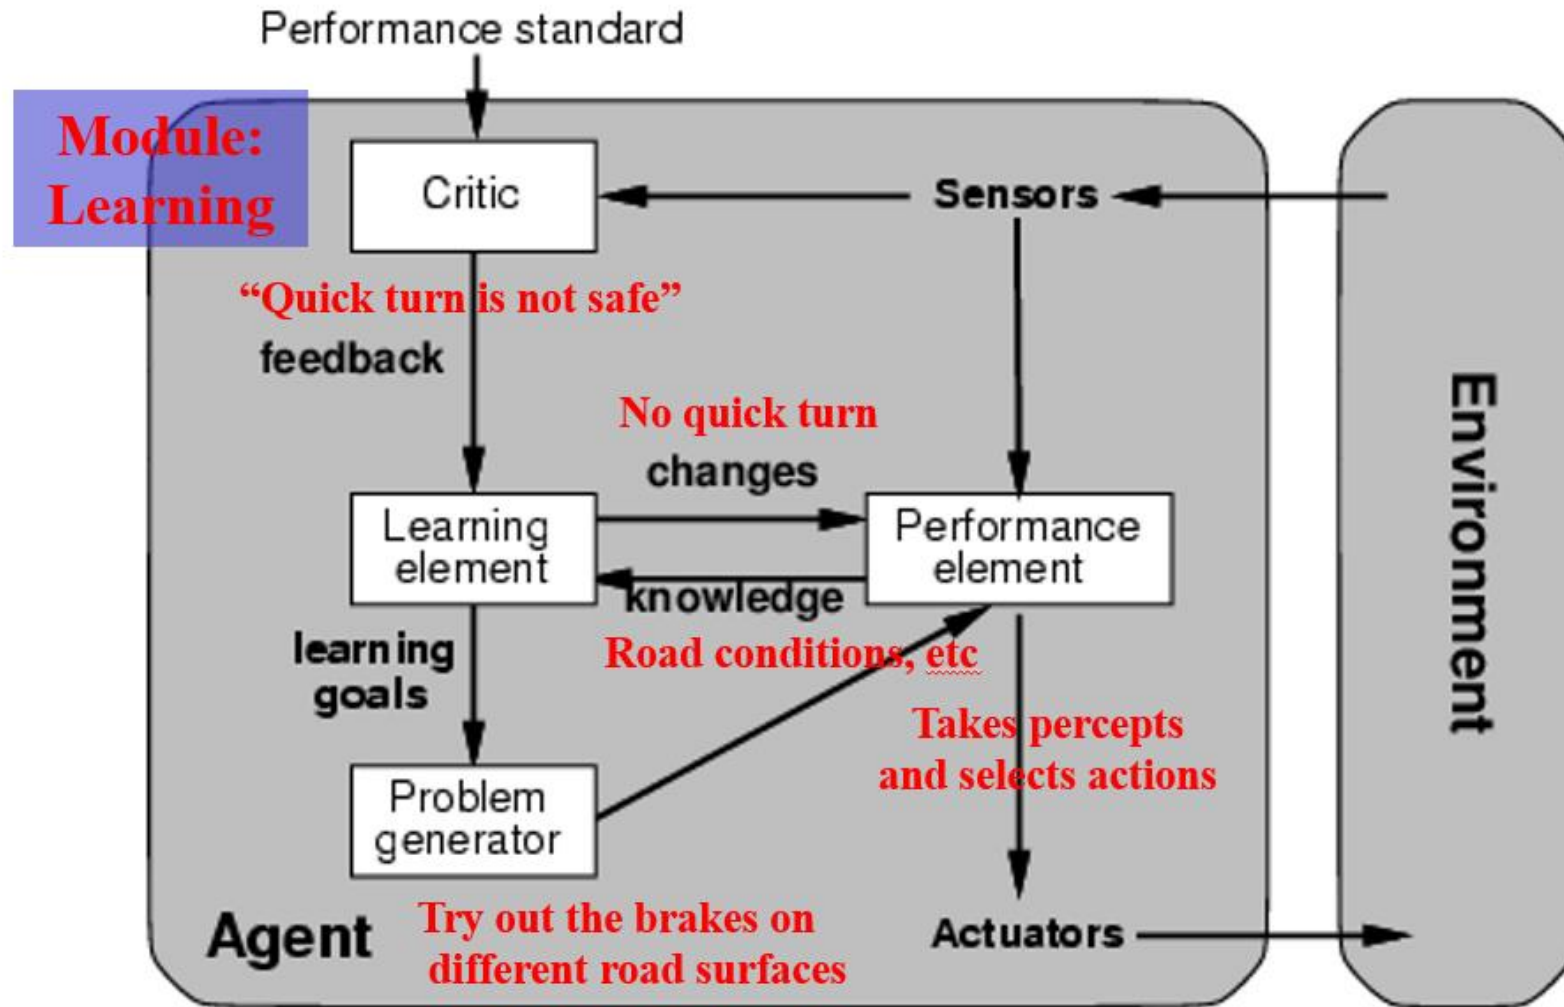 Performance standard
Module:
Learning
Critic
Sensors
“Quick turn is not safe”
feedback
No quick turn
changes
Learning
element
Performance
element
knowledge
Road conditions, etc
learning
goals
Takes percepts
and selects actions
Problem
generator
Try out the brakes on
different road surfaces
Agent
Actuators
Environment